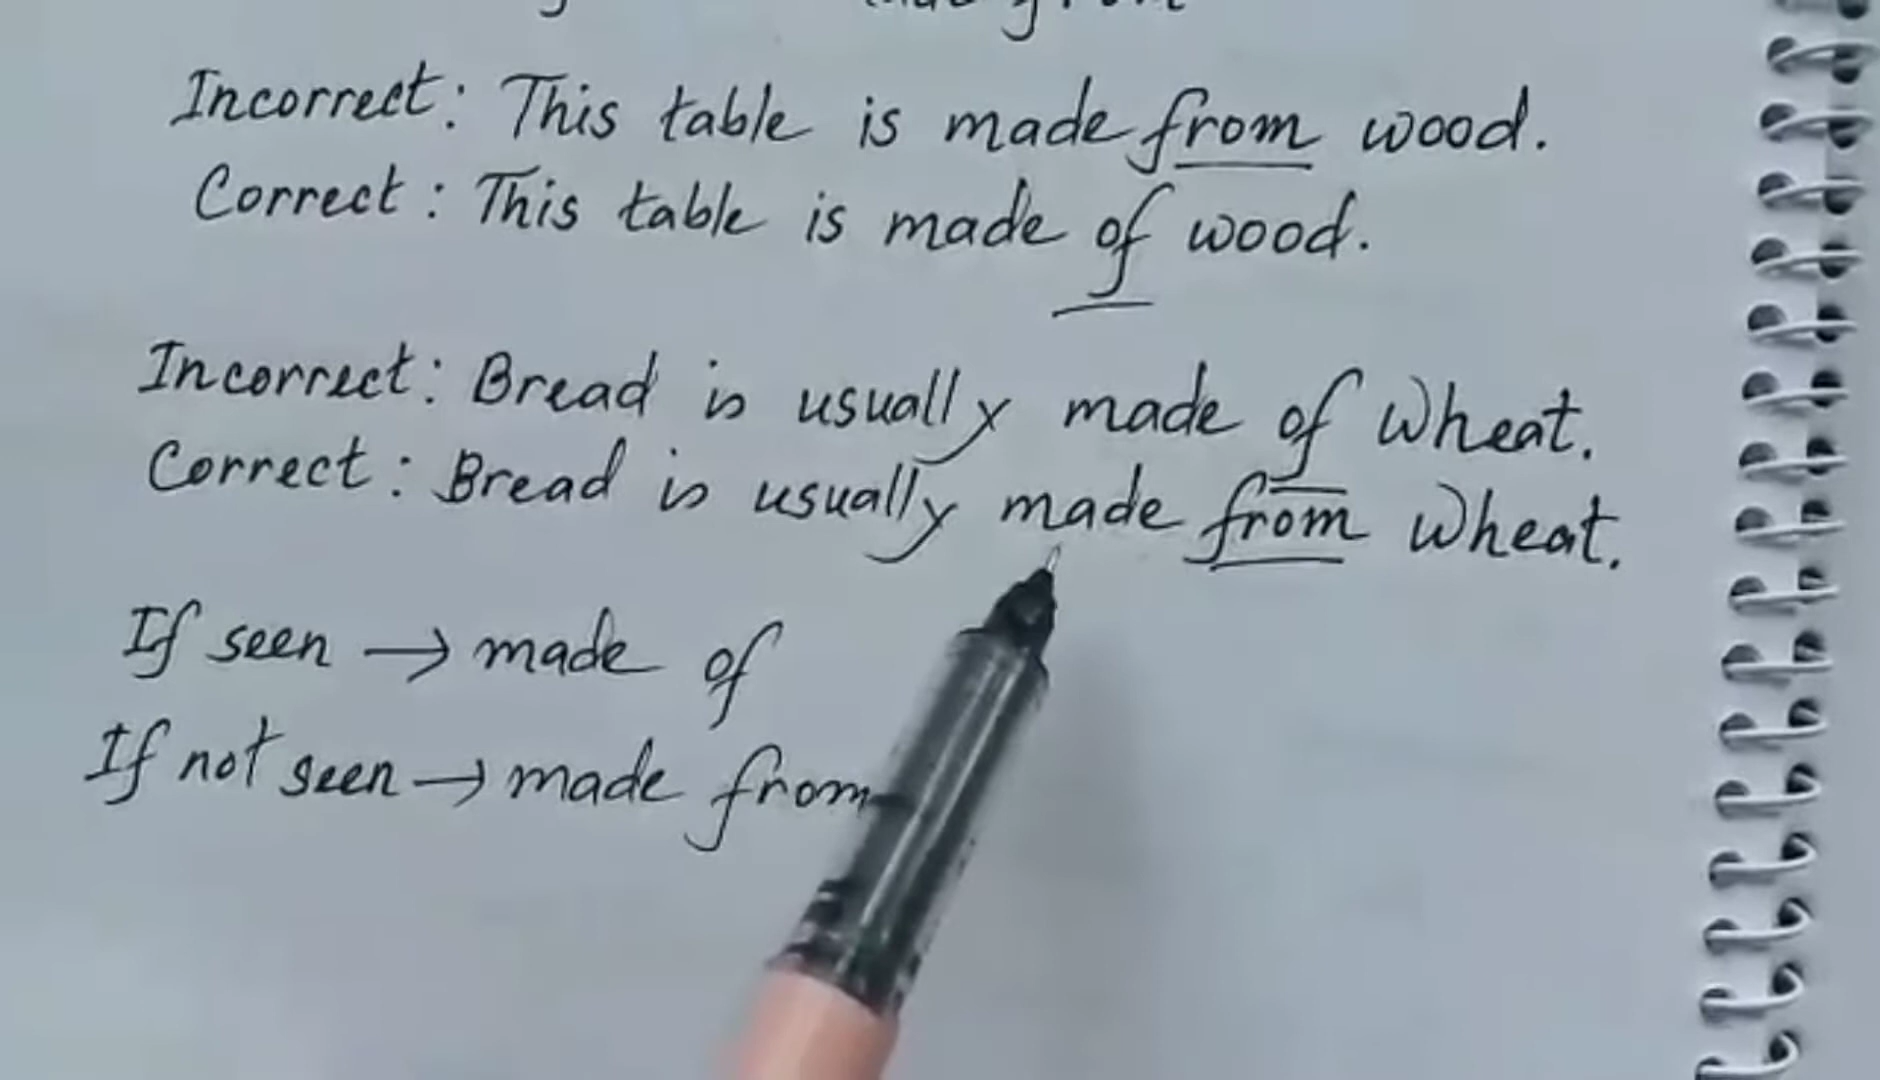 from
Incorrect: This table is made from wood.
Correct: This table is made of wood.
Incorrect: Bread is usually made of wheat.
Correct: Bread is usually made from wheat.
If seen → made of
If not seen → made from